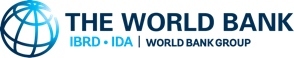 THE WORLD BANK
IBRD • IDA | WORLD BANK GROUP